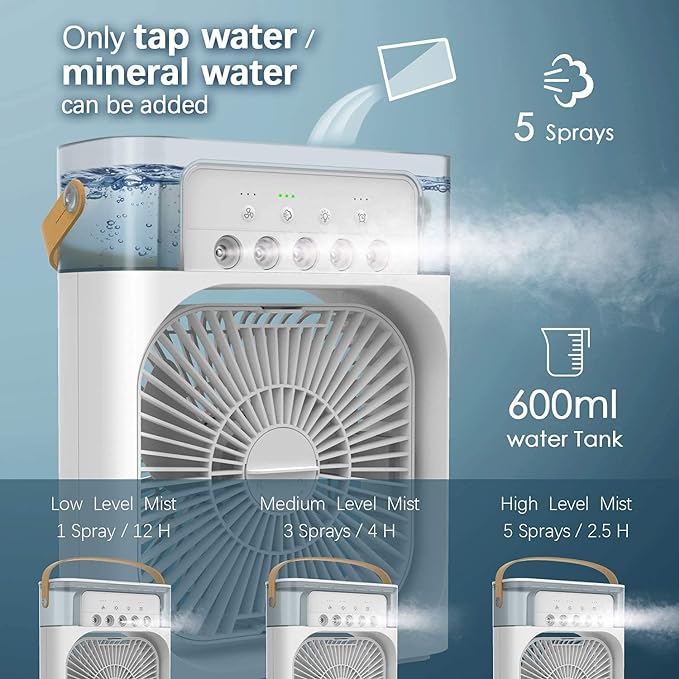 Only tap water /
mineral water
can be added
5 Sprays
600ml
water Tank
Low Level Mist
1 Spray / 12 H
Medium Level Mist
3 Sprays / 4 H
High Level Mist
5 Sprays / 2.5 H